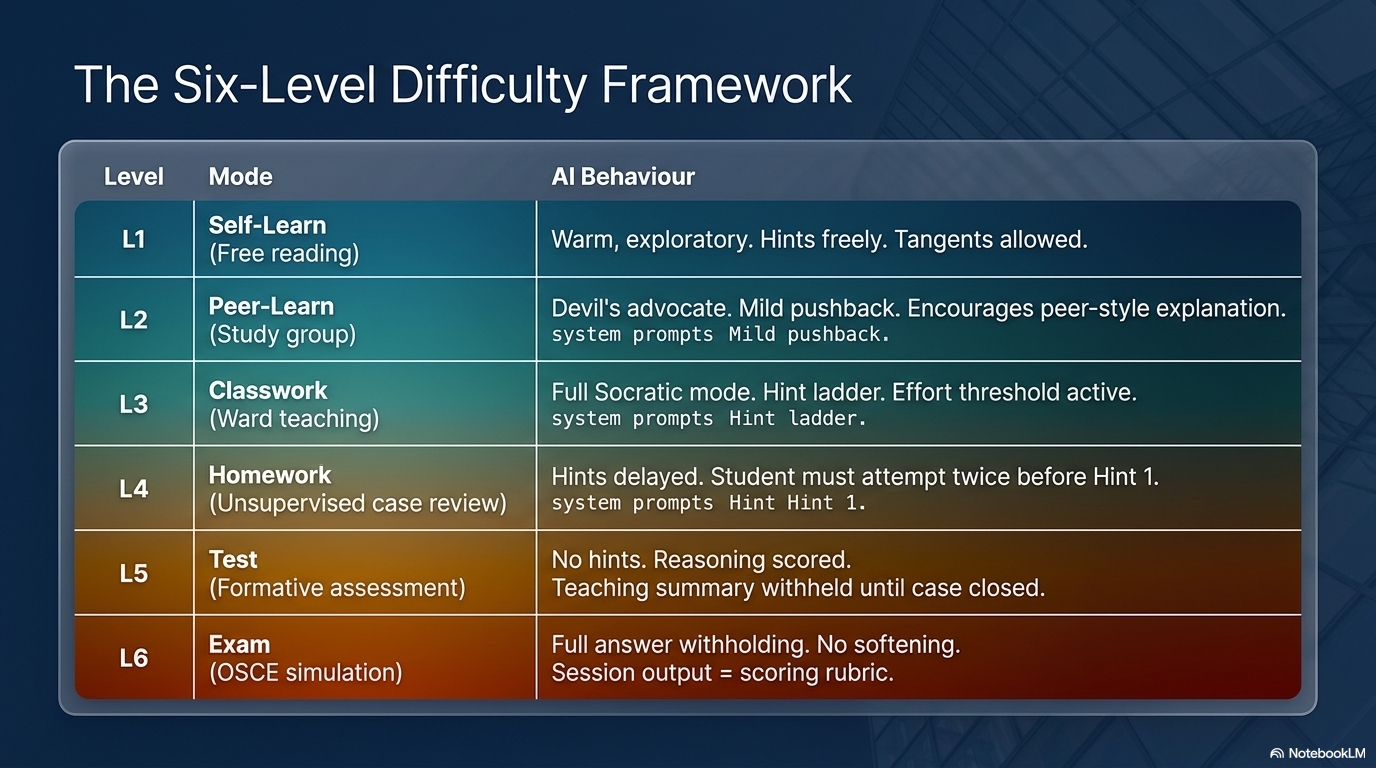 The Six-Level Difficulty Framework
Level Mode AI Behaviour
L1
Self-Learn
(Free reading)
Warm, exploratory. Hints freely. Tangents allowed.
L2
Peer-Learn
(Study group)
Devil's advocate. Mild pushback. Encourages peer-style explanation.
system prompts Mild pushback.
L3
Classwork
(Ward teaching)
Full Socratic mode. Hint ladder. Effort threshold active.
system prompts Hint ladder.
L4
Homework
(Unsupervised case review)
Hints delayed. Student must attempt twice before Hint 1.
system prompts Hint Hint 1.
L5
Test
(Formative assessment)
No hints. Reasoning scored.
Teaching summary withheld until case closed.
L6
Exam
(OSCE simulation)
Full answer withholding. No softening.
Session output = scoring rubric.
NotebookLM